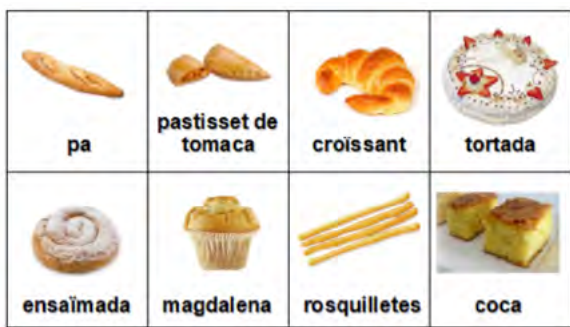 pa
pastisset de
tomaca
croïssant
tortada
ensaïmada
magdalena
rosquilletes
coca